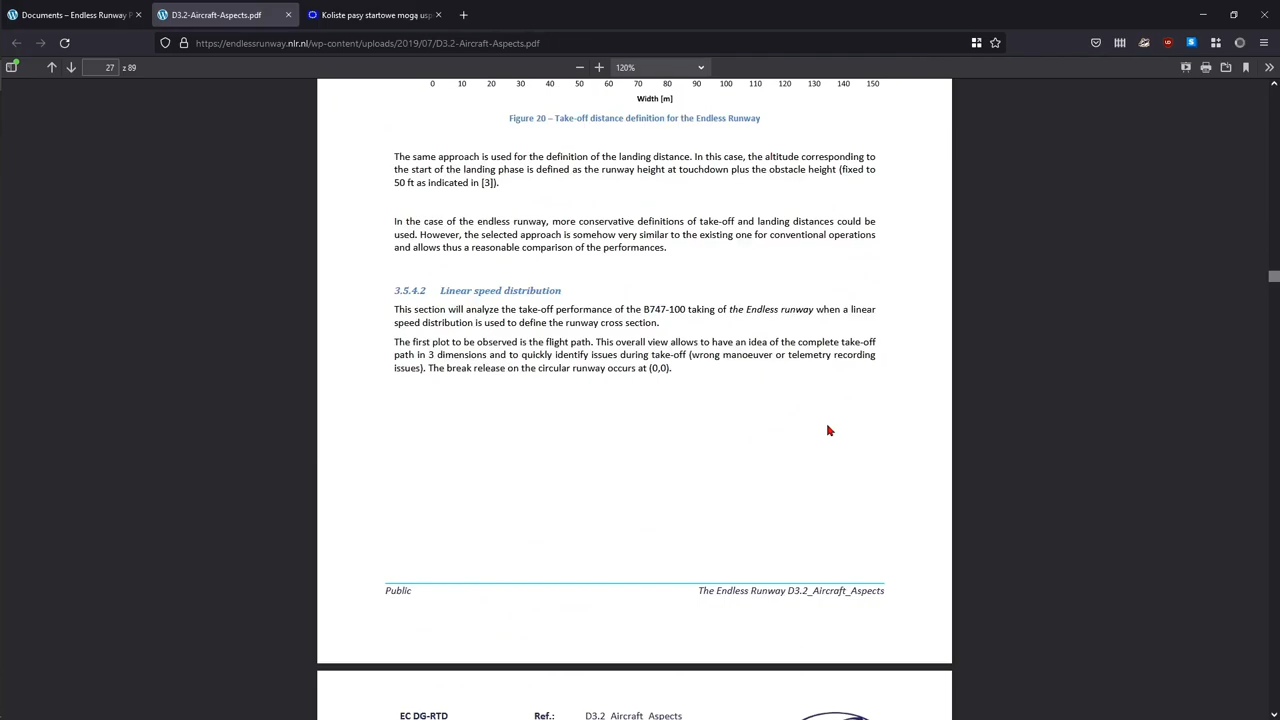 Documents – Endless Runway P
D3.2-Aircraft-Aspects.pdf
Koliste pasy startowe mogą usp
https://endlessrunway.nlr.nl/wp-content/uploads/2019/07/D3.2-Aircraft-Aspects.pdf
27 z 89
120%
0 10 20 30 40 50 60 70 80 90 100 110 120 130 140 150
Width [m]
Figure 20 – Take-off distance definition for the Endless Runway
The same approach is used for the definition of the landing distance. In this case, the altitude corresponding to
the start of the landing phase is defined as the runway height at touchdown plus the obstacle height (fixed to
50 ft as indicated in [3]).
In the case of the endless runway, more conservative definitions of take-off and landing distances could be
used. However, the selected approach is somehow very similar to the existing one for conventional operations
and allows thus a reasonable comparison of the performances.
3.5.4.2 Linear speed distribution
This section will analyze the take-off performance of the B747-100 taking of the Endless runway when a linear
speed distribution is used to define the runway cross section.
The first plot to be observed is the flight path. This overall view allows to have an idea of the complete take-off
path in 3 dimensions and to quickly identify issues during take-off (wrong manoeuver or telemetry recording
issues). The break release on the circular runway occurs at (0,0).
Public
The Endless Runway D3.2_Aircraft_Aspects
EC DG-RTD
Ref.:
D3.2_Aircraft_Aspects